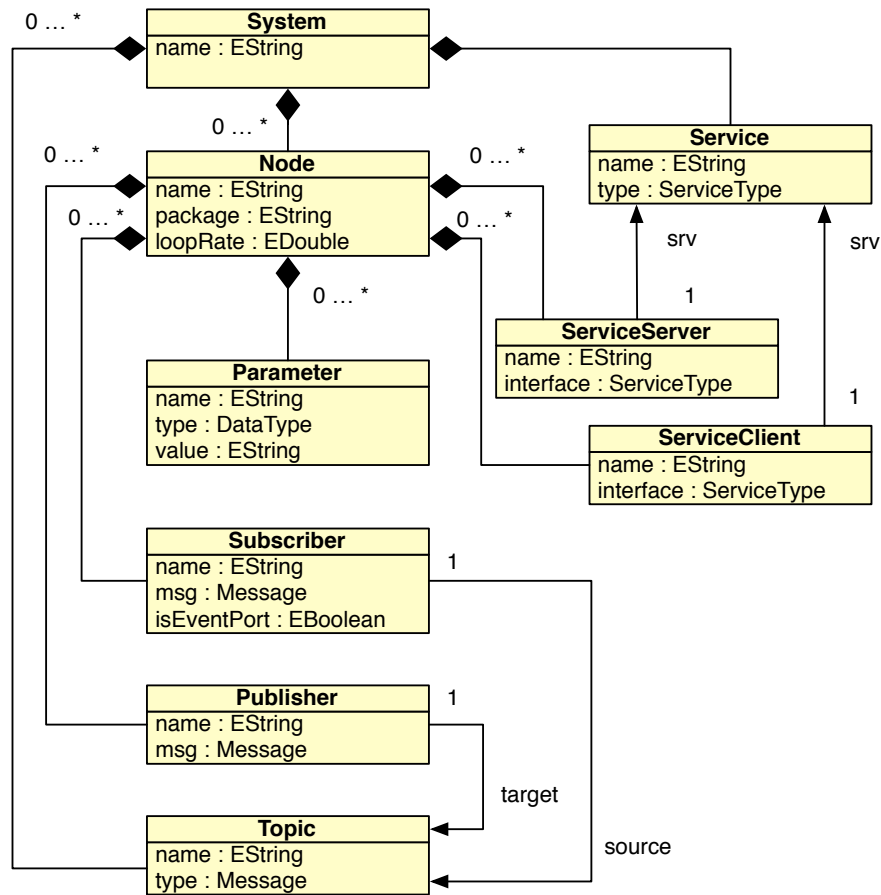 0 … *
System
name : EString
0 … *
0 … *
Node
name : EString
package : EString
loopRate : EDouble
0 … *
0 … *
0 … *
Service
name : EString
type : ServiceType
srv
srv
0 … *
1
ServiceServer
name : EString
interface : ServiceType
Parameter
name : EString
type : DataType
value : EString
1
ServiceClient
name : EString
interface : ServiceType
Subscriber
name : EString
msg : Message
isEventPort : EBoolean
1
Publisher
name : EString
msg : Message
1
target
Topic
name : EString
type : Message
source